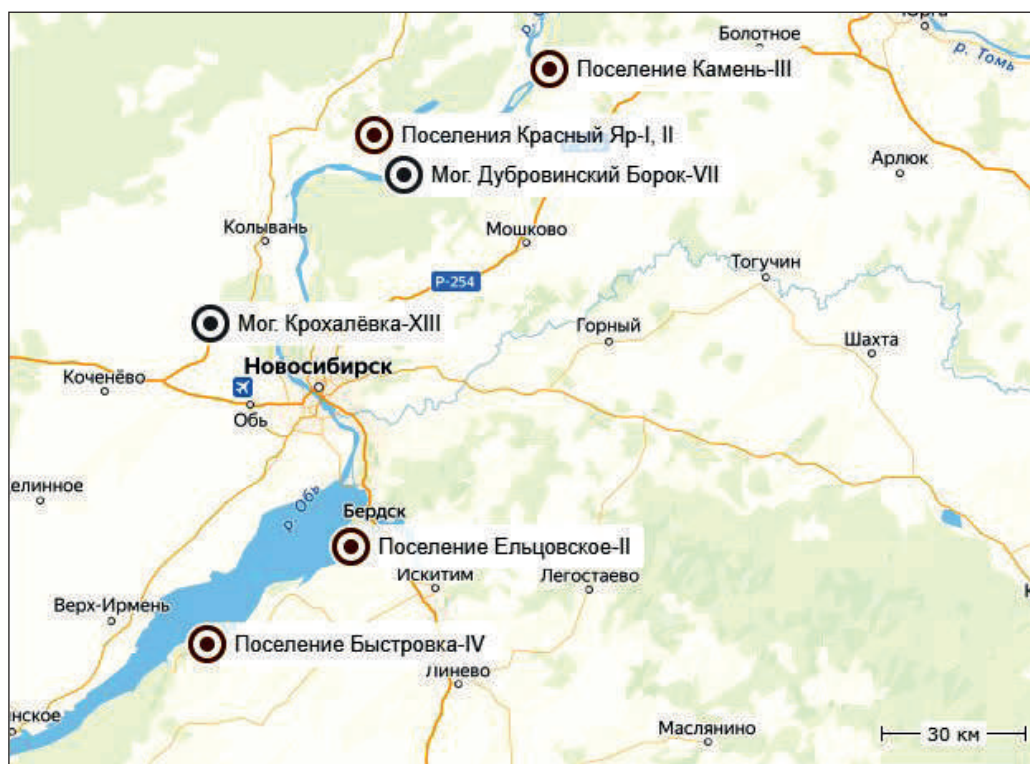 р. Обь
Юрга
Болотное
р. Томь
Поселение Камень-III
Поселения Красный Яр-I, II
Мог. Дубровинский Борок-VII
Арлюк
Колывань
Мошково
Тогучин
Р-254
Мог. Крохалёвка-XIII
Горный
Шахта
Новосибирск
Коченёво
Обь
елинное
р. Обь
Бердск
Поселение Ельцовское-II
Искитим
Легостаево
Верх-Ирмень
Поселение Быстровка-IV
Линево
нское
Маслянино
30 км